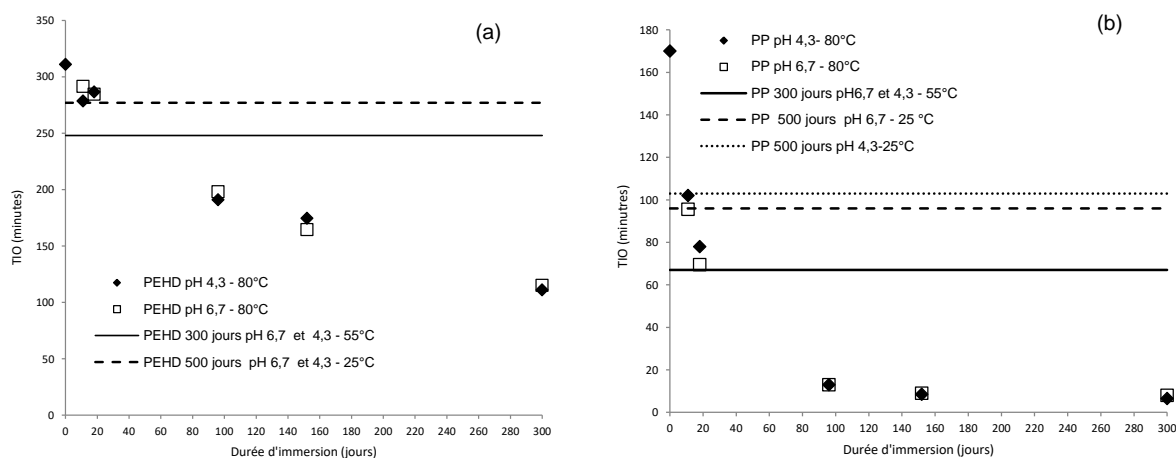 (a)
350
300
250
200
150
100
50
0
TIO (minutes)
0 20 40 60 80 100 120 140 160 180 200 220 240 260 280 300
Durée d'immersion (jours)
PEHD pH 4,3 - 80°C
PEHD pH 6,7 - 80°C
PEHD 300 jours pH 6,7 et 4,3 - 55°C
PEHD 500 jours pH 6,7 et 4,3 - 25°C
(b)
180
160
140
120
100
80
60
40
20
0
TIO (minutres)
0 20 40 60 80 100 120 140 160 180 200 220 240 260 280 300
Durée d'immersion (jours)
PP pH 4,3- 80°C
PP pH 6,7 - 80°C
PP 300 jours pH6,7 et 4,3 - 55°C
PP 500 jours pH 6,7 - 25 °C
PP 500 jours pH 4,3-25°C